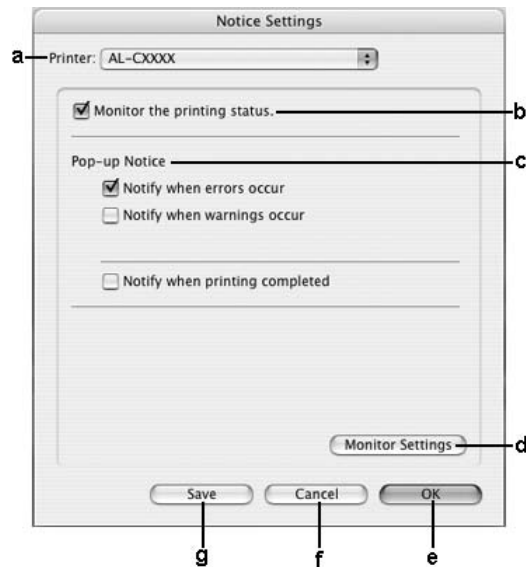 Notice Settings
a Printer: AL-CXXXX
Monitor the printing status. b
Pop-up Notice c
Notify when errors occur
Notify when warnings occur
Notify when printing completed
Monitor Settings d
Save Cancel OK
g f e